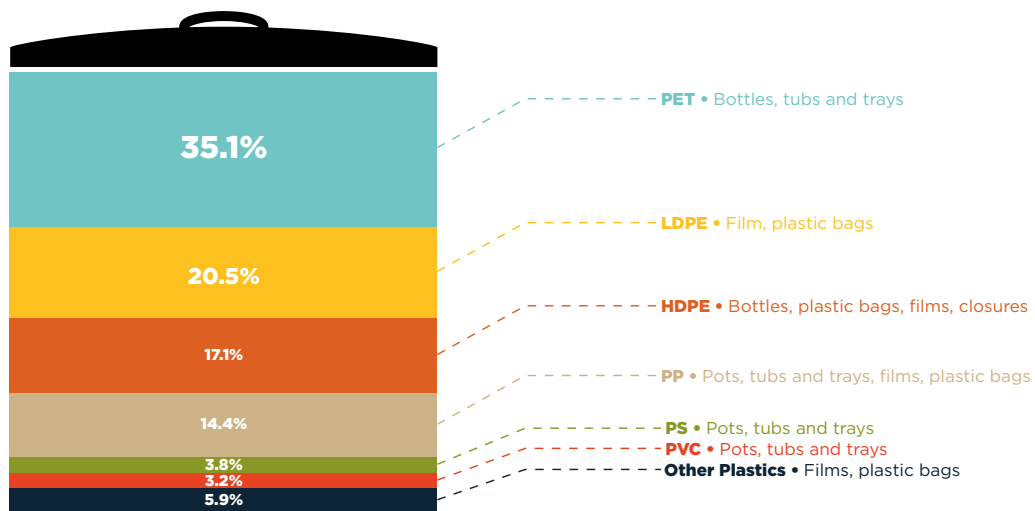 35.1%
PET • Bottles, tubs and trays
20.5%
LDPE • Film, plastic bags
17.1%
HDPE • Bottles, plastic bags, films, closures
14.4%
PP • Pots, tubs and trays, films, plastic bags
3.8%
PS • Pots, tubs and trays
3.2%
PVC • Pots, tubs and trays
5.9%
Other Plastics • Films, plastic bags